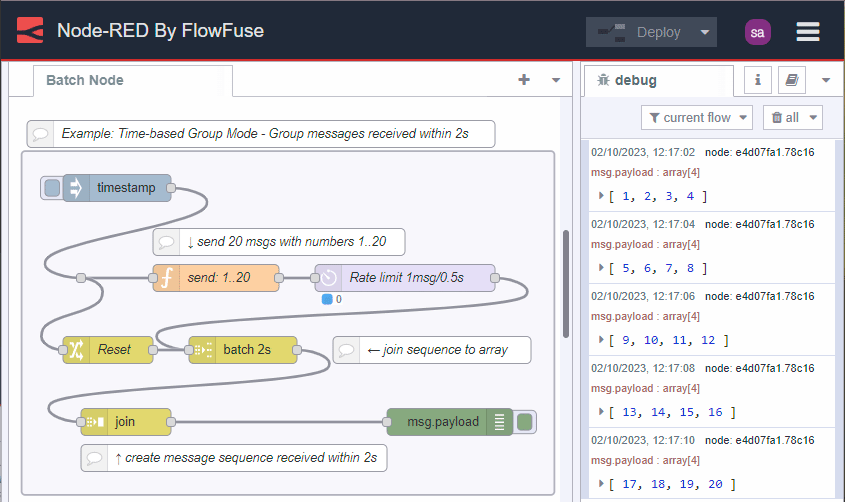 Node-RED By FlowFuse
Deploy
sa
Batch Node
debug
current flow
all
Example: Time-based Group Mode - Group messages received within 2s
timestamp
↓ send 20 msgs with numbers 1..20
send: 1..20
Rate limit 1msg/0.5s
0
Reset
batch 2s
← join sequence to array
join
msg.payload
↑ create message sequence received within 2s
02/10/2023, 12:17:02 node: e4d07fa1.78c16
msg.payload : array[4]
[ 1, 2, 3, 4 ]
02/10/2023, 12:17:04 node: e4d07fa1.78c16
msg.payload : array[4]
[ 5, 6, 7, 8 ]
02/10/2023, 12:17:06 node: e4d07fa1.78c16
msg.payload : array[4]
[ 9, 10, 11, 12 ]
02/10/2023, 12:17:08 node: e4d07fa1.78c16
msg.payload : array[4]
[ 13, 14, 15, 16 ]
02/10/2023, 12:17:10 node: e4d07fa1.78c16
msg.payload : array[4]
[ 17, 18, 19, 20 ]